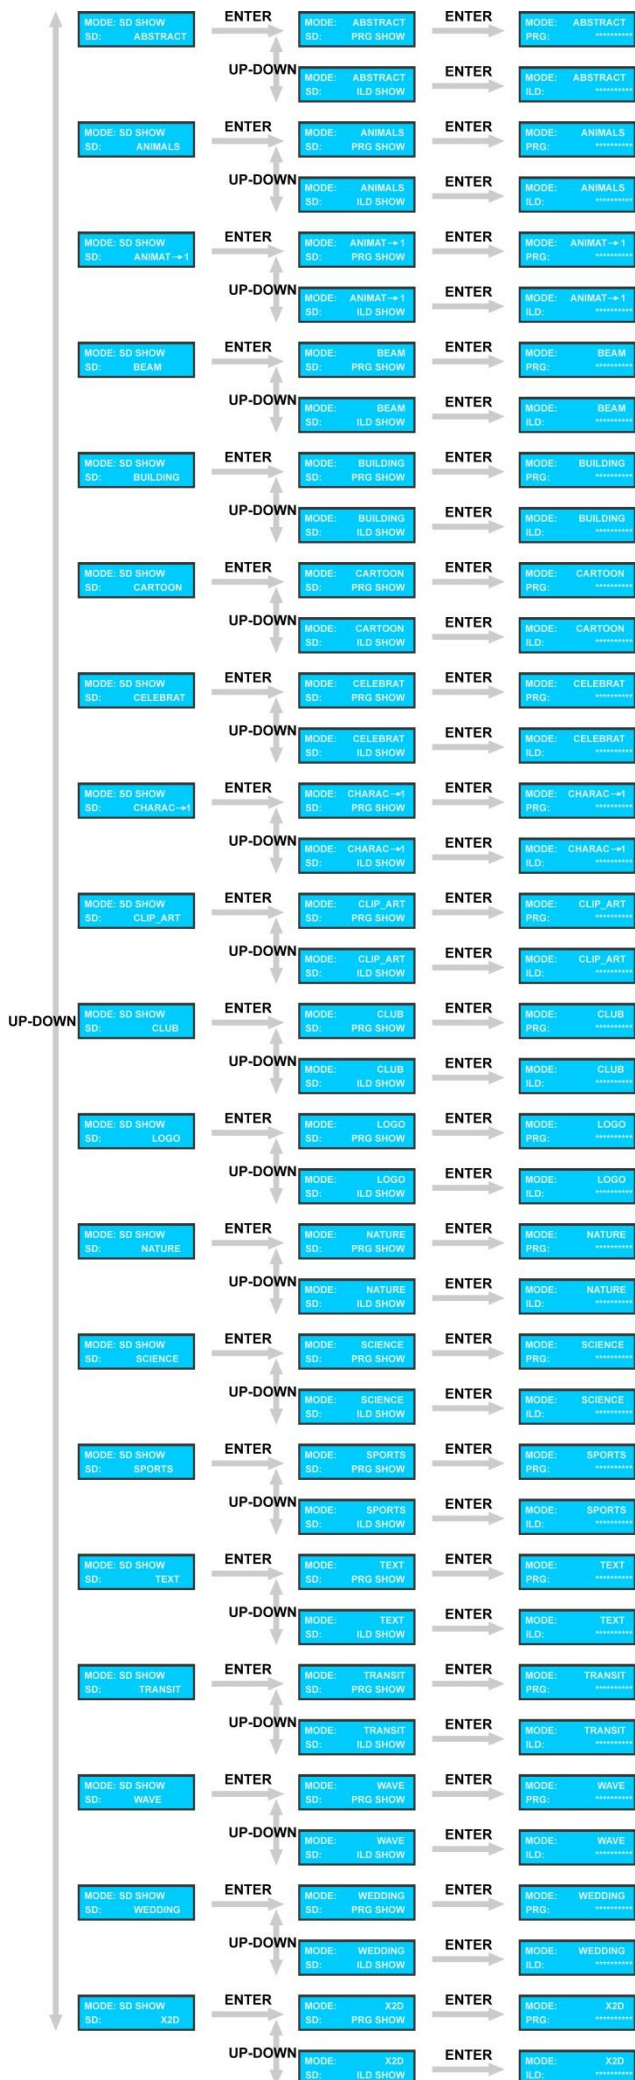 ENTER
ENTER
MODE: SD SHOW
MODE: ABSTRACT
MODE: ABSTRACT
SD: ABSTRACT
SD: PRG SHOW
PRG: **********
UP-DOWN
ENTER
MODE: ABSTRACT
MODE: ABSTRACT
SD: ILD SHOW
ILD: **********
ENTER
ENTER
MODE: SD SHOW
MODE: ANIMALS
MODE: ANIMALS
SD: ANIMALS
SD: PRG SHOW
PRG: **********
UP-DOWN
ENTER
MODE: ANIMALS
MODE: ANIMALS
SD: ILD SHOW
ILD: **********
ENTER
ENTER
MODE: SD SHOW
MODE: ANIMAT→1
MODE: ANIMAT→1
SD: ANIMAT→1
SD: PRG SHOW
PRG: **********
UP-DOWN
ENTER
MODE: ANIMAT→1
MODE: ANIMAT→1
SD: ILD SHOW
ILD: **********
ENTER
ENTER
MODE: SD SHOW
MODE: BEAM
MODE: BEAM
SD: BEAM
SD: PRG SHOW
PRG: **********
UP-DOWN
ENTER
MODE: BEAM
MODE: BEAM
SD: ILD SHOW
ILD: **********
ENTER
ENTER
MODE: SD SHOW
MODE: BUILDING
MODE: BUILDING
SD: BUILDING
SD: PRG SHOW
PRG: **********
UP-DOWN
ENTER
MODE: BUILDING
MODE: BUILDING
SD: ILD SHOW
ILD: **********
ENTER
ENTER
MODE: SD SHOW
MODE: CARTOON
MODE: CARTOON
SD: CARTOON
SD: PRG SHOW
PRG: **********
UP-DOWN
ENTER
MODE: CARTOON
MODE: CARTOON
SD: ILD SHOW
ILD: **********
ENTER
ENTER
MODE: SD SHOW
MODE: CELEBRAT
MODE: CELEBRAT
SD: CELEBRAT
SD: PRG SHOW
PRG: **********
UP-DOWN
ENTER
MODE: CELEBRAT
MODE: CELEBRAT
SD: ILD SHOW
ILD: **********
ENTER
ENTER
MODE: SD SHOW
MODE: CHARAC→1
MODE: CHARAC→1
SD: CHARAC→1
SD: PRG SHOW
PRG: **********
UP-DOWN
ENTER
MODE: CHARAC→1
MODE: CHARAC→1
SD: ILD SHOW
ILD: **********
ENTER
ENTER
MODE: SD SHOW
MODE: CLIP_ART
MODE: CLIP_ART
SD: CLIP_ART
SD: PRG SHOW
PRG: **********
UP-DOWN
ENTER
MODE: CLIP_ART
MODE: CLIP_ART
SD: ILD SHOW
ILD: **********
ENTER
ENTER
UP-DOWN
MODE: SD SHOW
MODE: CLUB
MODE: CLUB
SD: CLUB
SD: PRG SHOW
PRG: **********
UP-DOWN
ENTER
MODE: CLUB
MODE: CLUB
SD: ILD SHOW
ILD: **********
ENTER
ENTER
MODE: SD SHOW
MODE: LOGO
MODE: LOGO
SD: LOGO
SD: PRG SHOW
PRG: **********
UP-DOWN
ENTER
MODE: LOGO
MODE: LOGO
SD: ILD SHOW
ILD: **********
ENTER
ENTER
MODE: SD SHOW
MODE: NATURE
MODE: NATURE
SD: NATURE
SD: PRG SHOW
PRG: **********
UP-DOWN
ENTER
MODE: NATURE
MODE: NATURE
SD: ILD SHOW
ILD: **********
ENTER
ENTER
MODE: SD SHOW
MODE: SCIENCE
MODE: SCIENCE
SD: SCIENCE
SD: PRG SHOW
PRG: **********
UP-DOWN
ENTER
MODE: SCIENCE
MODE: SCIENCE
SD: ILD SHOW
ILD: **********
ENTER
ENTER
MODE: SD SHOW
MODE: SPORTS
MODE: SPORTS
SD: SPORTS
SD: PRG SHOW
PRG: **********
UP-DOWN
ENTER
MODE: SPORTS
MODE: SPORTS
SD: ILD SHOW
ILD: **********
ENTER
ENTER
MODE: SD SHOW
MODE: TEXT
MODE: TEXT
SD: TEXT
SD: PRG SHOW
PRG: **********
UP-DOWN
ENTER
MODE: TEXT
MODE: TEXT
SD: ILD SHOW
ILD: **********
ENTER
ENTER
MODE: SD SHOW
MODE: TRANSIT
MODE: TRANSIT
SD: TRANSIT
SD: PRG SHOW
PRG: **********
UP-DOWN
ENTER
MODE: TRANSIT
MODE: TRANSIT
SD: ILD SHOW
ILD: **********
ENTER
ENTER
MODE: SD SHOW
MODE: WAVE
MODE: WAVE
SD: WAVE
SD: PRG SHOW
PRG: **********
UP-DOWN
ENTER
MODE: WAVE
MODE: WAVE
SD: ILD SHOW
ILD: **********
ENTER
ENTER
MODE: SD SHOW
MODE: WEDDING
MODE: WEDDING
SD: WEDDING
SD: PRG SHOW
PRG: **********
UP-DOWN
ENTER
MODE: WEDDING
MODE: WEDDING
SD: ILD SHOW
ILD: **********
ENTER
ENTER
MODE: SD SHOW
MODE: X2D
MODE: X2D
SD: X2D
SD: PRG SHOW
PRG: **********
UP-DOWN
ENTER
MODE: X2D
MODE: X2D
SD: ILD SHOW
ILD: **********